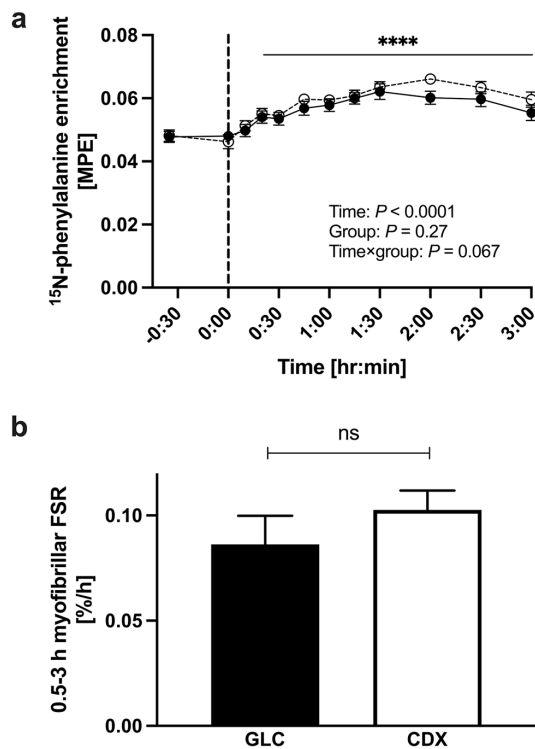 a
****
0.08
0.06
0.04
0.02
0.00
¹⁵N-phenylalanine enrichment
[MPE]
Time: P < 0.0001
Group: P = 0.27
Time×group: P = 0.067
-0:30
0:00
0:30
1:00
1:30
2:00
2:30
3:00
Time [hr:min]
b
ns
0.10
0.05
0.00
0.5-3 h myofibrillar FSR
[%/h]
GLC
CDX